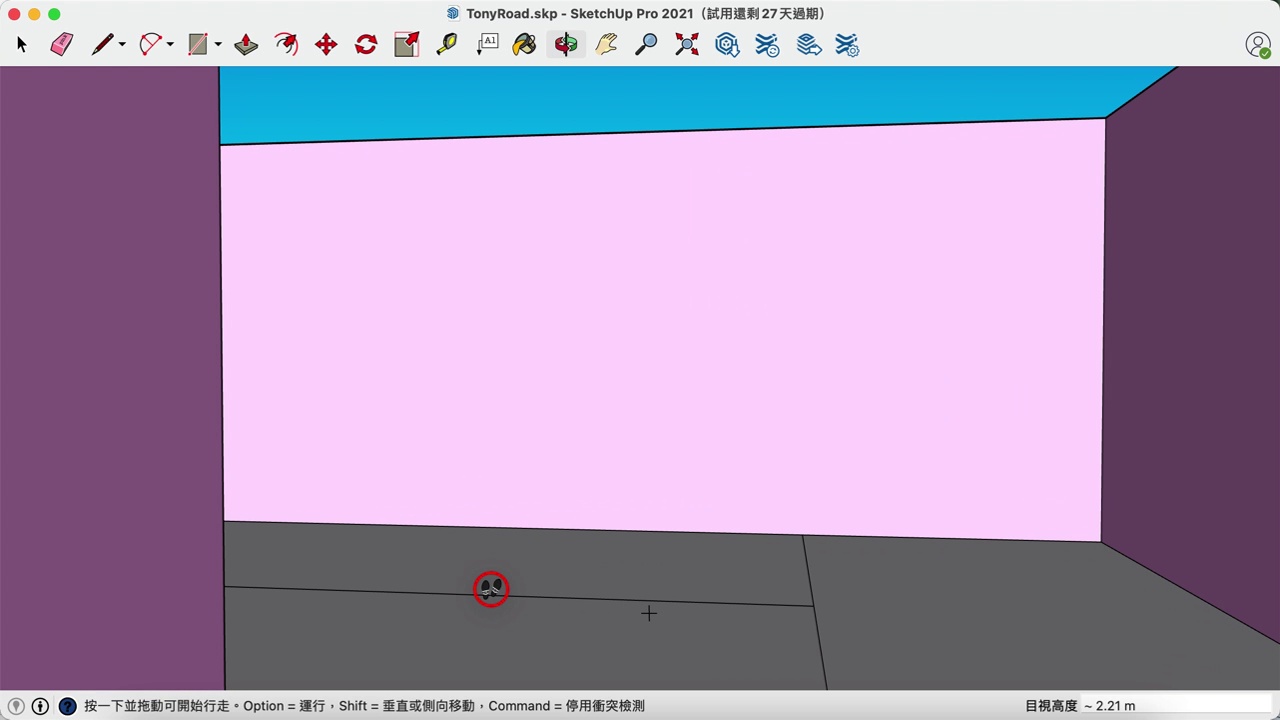 TonyRoad.skp - SketchUp Pro 2021（試用還剩 27 天過期）
A1
按一下並拖動可開始行走。Option = 運行，Shift = 垂直或側向移動，Command = 停用衝突檢測
目視高度 ~ 2.21 m